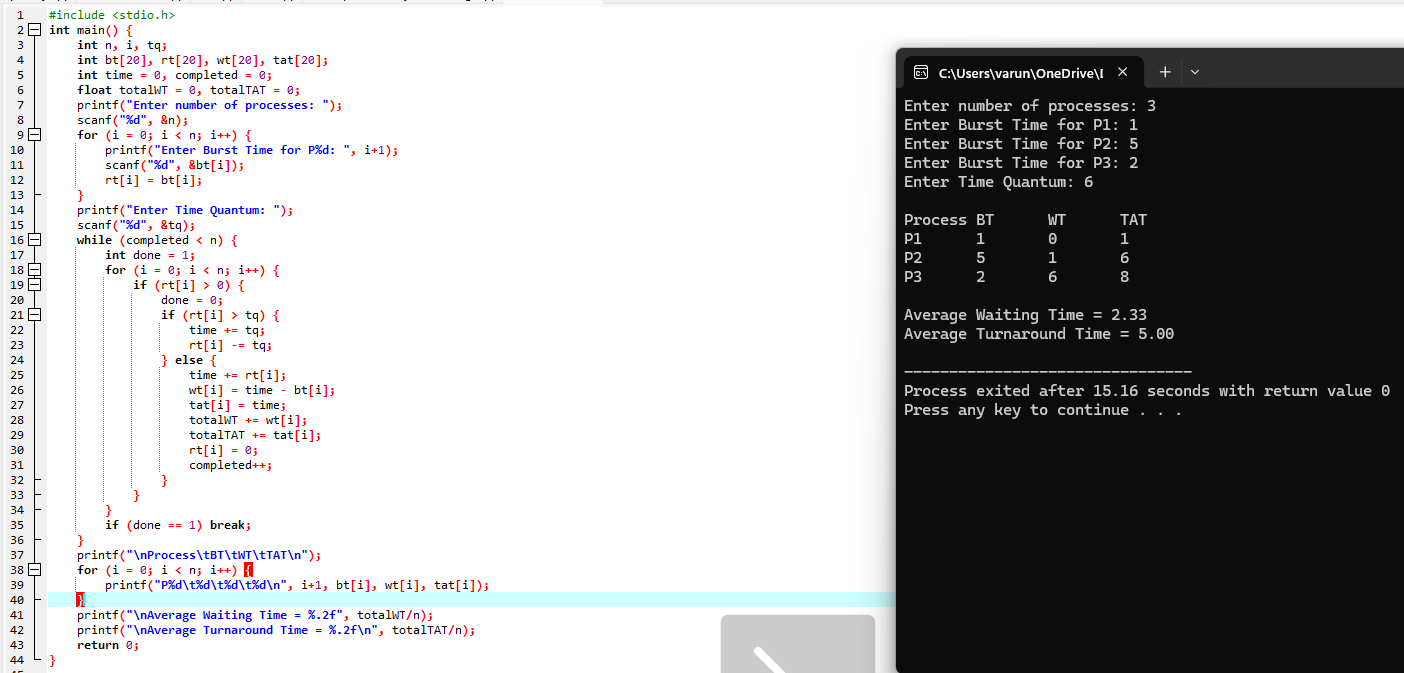 1 #include <stdio.h>
2 int main() {
3 int n, i, tq;
4 int bt[20], rt[20], wt[20], tat[20];
5 int time = 0, completed = 0;
6 float totalWT = 0, totalTAT = 0;
7 printf("Enter number of processes: ");
8 scanf("%d", &n);
9 for (i = 0; i < n; i++) {
10 printf("Enter Burst Time for P%d: ", i+1);
11 scanf("%d", &bt[i]);
12 rt[i] = bt[i];
13 }
14 printf("Enter Time Quantum: ");
15 scanf("%d", &tq);
16 while (completed < n) {
17 int done = 1;
18 for (i = 0; i < n; i++) {
19 if (rt[i] > 0) {
20 done = 0;
21 if (rt[i] > tq) {
22 time += tq;
23 rt[i] -= tq;
24 } else {
25 time += rt[i];
26 wt[i] = time - bt[i];
27 tat[i] = time;
28 totalWT += wt[i];
29 totalTAT += tat[i];
30 rt[i] = 0;
31 completed++;
32 }
33 }
34 }
35 if (done == 1) break;
36 }
37 printf("\nProcess\tBT\tWT\tTAT\n");
38 for (i = 0; i < n; i++) {
39 printf("P%d\t%d\t%d\t%d\n", i+1, bt[i], wt[i], tat[i]);
40 }
41 printf("\nAverage Waiting Time = %.2f", totalWT/n);
42 printf("\nAverage Turnaround Time = %.2f\n", totalTAT/n);
43 return 0;
44 }
C:\Users\varun\OneDrive\
Enter number of processes: 3
Enter Burst Time for P1: 1
Enter Burst Time for P2: 5
Enter Burst Time for P3: 2
Enter Time Quantum: 6
Process BT WT TAT
P1 1 0 1
P2 5 1 6
P3 2 6 8
Average Waiting Time = 2.33
Average Turnaround Time = 5.00
--------------------------------
Process exited after 15.16 seconds with return value 0
Press any key to continue . . .